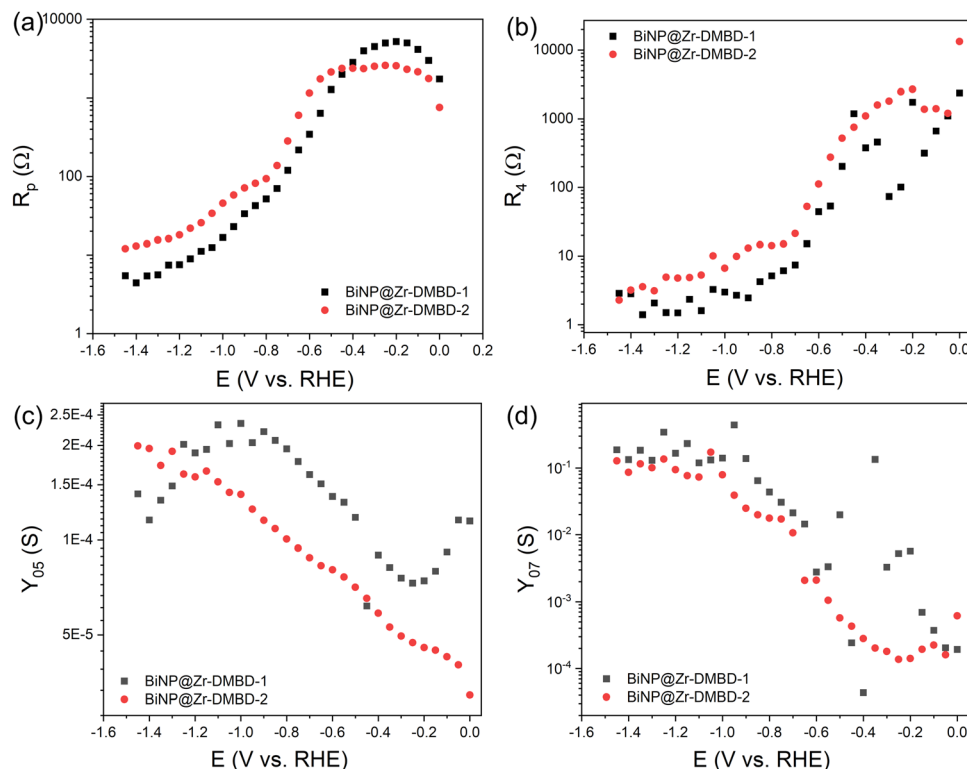 (a)
10000
100
1
R_p (Ω)
BiNP@Zr-DMBD-1
BiNP@Zr-DMBD-2
-1.6 -1.4 -1.2 -1.0 -0.8 -0.6 -0.4 -0.2 0.0 0.2
E (V vs. RHE)
(b)
10000
1000
100
10
1
R_4 (Ω)
BiNP@Zr-DMBD-1
BiNP@Zr-DMBD-2
-1.6 -1.4 -1.2 -1.0 -0.8 -0.6 -0.4 -0.2 0.0
E (V vs. RHE)
(c)
2.5E-4
2E-4
1.5E-4
1E-4
5E-5
Y_05 (S)
BiNP@Zr-DMBD-1
BiNP@Zr-DMBD-2
-1.6 -1.4 -1.2 -1.0 -0.8 -0.6 -0.4 -0.2 0.0
E (V vs. RHE)
(d)
10^-1
10^-2
10^-3
10^-4
Y_07 (S)
BiNP@Zr-DMBD-1
BiNP@Zr-DMBD-2
-1.6 -1.4 -1.2 -1.0 -0.8 -0.6 -0.4 -0.2 0.0
E (V vs. RHE)